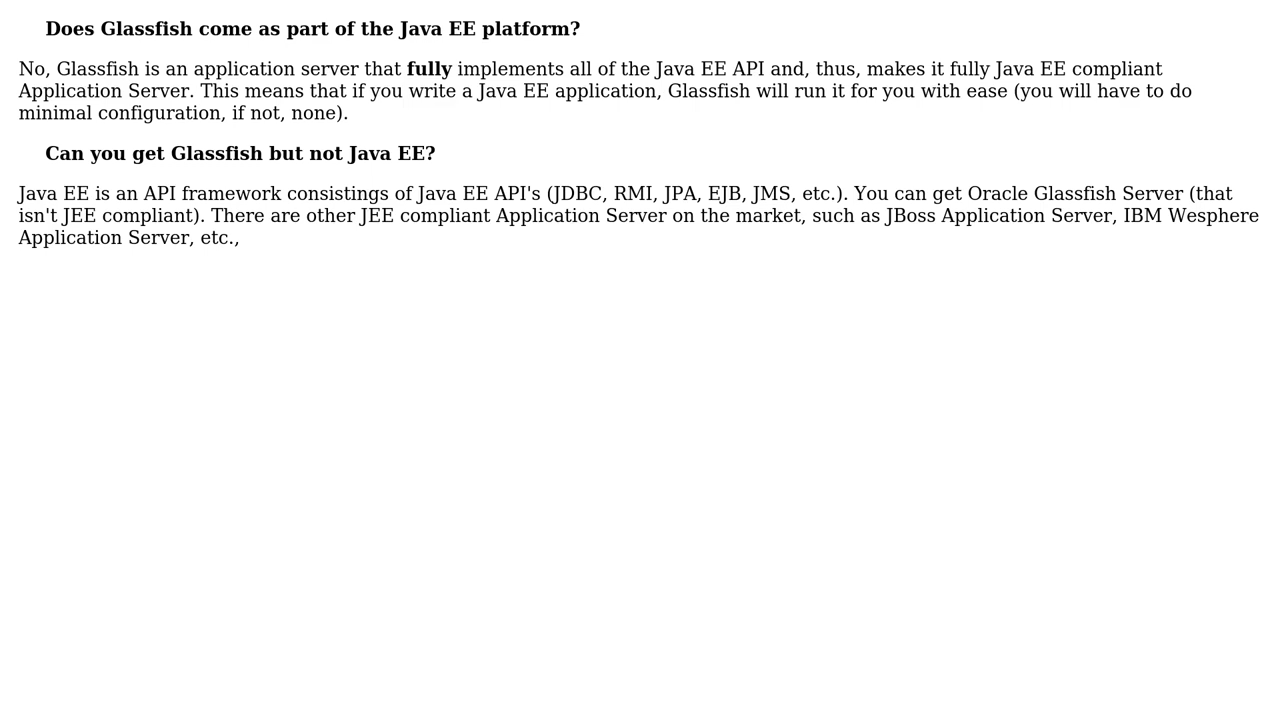 Does Glassfish come as part of the Java EE platform?
No, Glassfish is an application server that fully implements all of the Java EE API and, thus, makes it fully Java EE compliant
Application Server. This means that if you write a Java EE application, Glassfish will run it for you with ease (you will have to do
minimal configuration, if not, none).
Can you get Glassfish but not Java EE?
Java EE is an API framework consistings of Java EE API's (JDBC, RMI, JPA, EJB, JMS, etc.). You can get Oracle Glassfish Server (that
isn't JEE compliant). There are other JEE compliant Application Server on the market, such as JBoss Application Server, IBM Wesphere
Application Server, etc.,